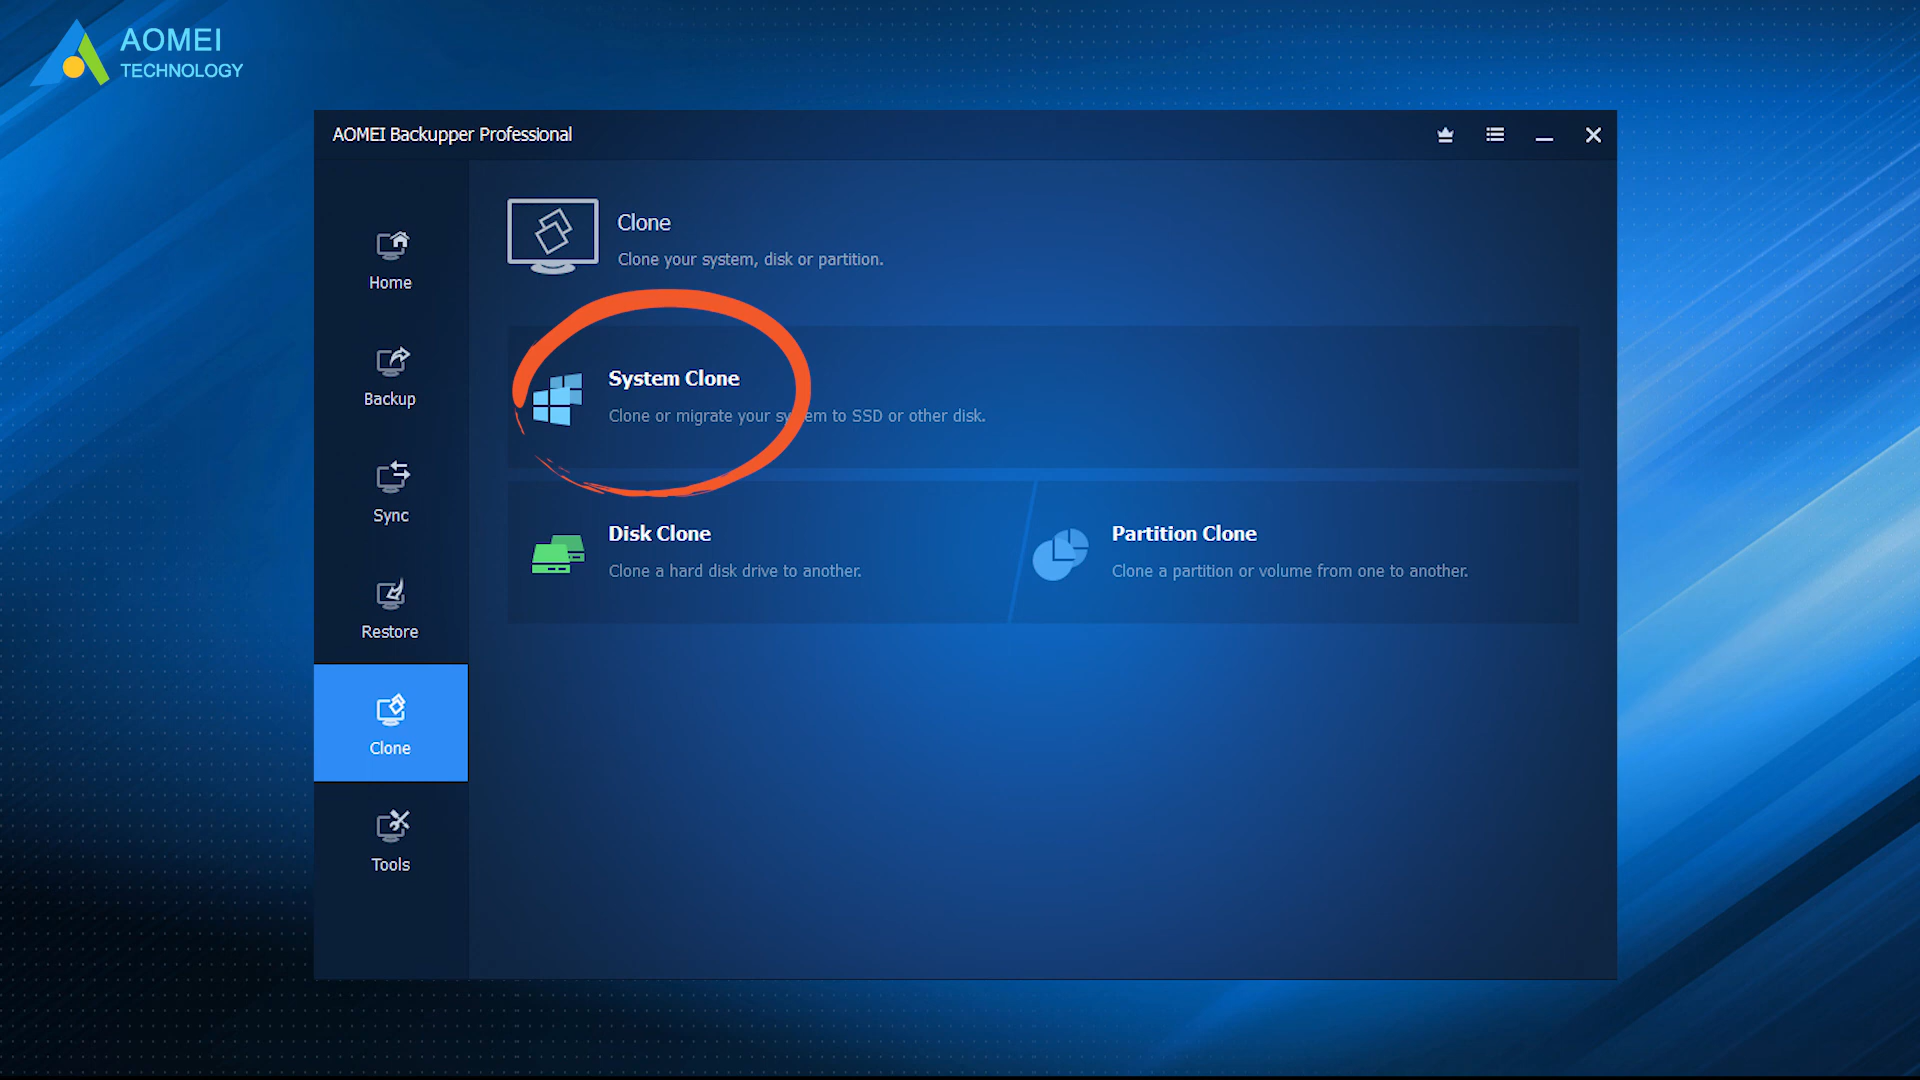 AOMEI
TECHNOLOGY
AOMEI Backupper Professional
Home
Backup
Sync
Restore
Clone
Tools
Clone
Clone your system, disk or partition.
System Clone
Clone or migrate your system to SSD or other disk.
Disk Clone
Clone a hard disk drive to another.
Partition Clone
Clone a partition or volume from one to another.